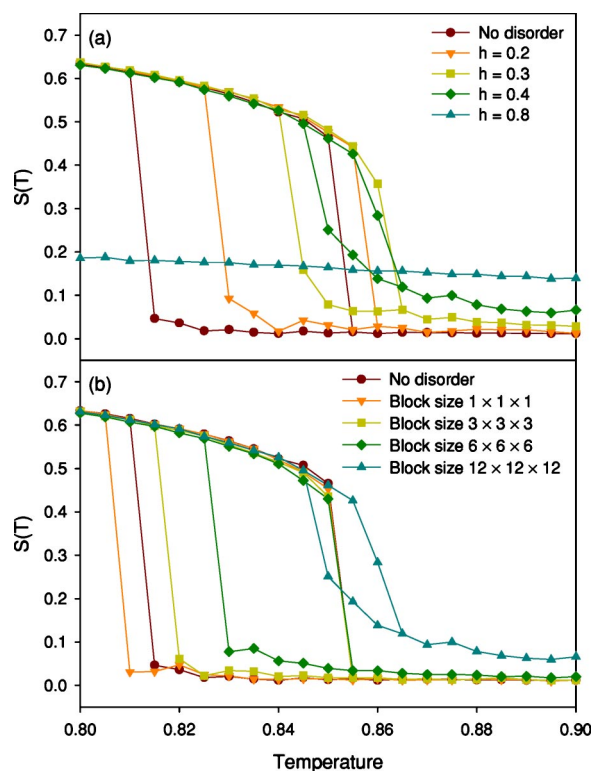 (a)
No disorder
h = 0.2
h = 0.3
h = 0.4
h = 0.8
S(T)
0.7
0.6
0.5
0.4
0.3
0.2
0.1
0.0
(b)
No disorder
Block size 1 × 1 × 1
Block size 3 × 3 × 3
Block size 6 × 6 × 6
Block size 12 × 12 × 12
S(T)
0.7
0.6
0.5
0.4
0.3
0.2
0.1
0.0
0.80 0.82 0.84 0.86 0.88 0.90
Temperature